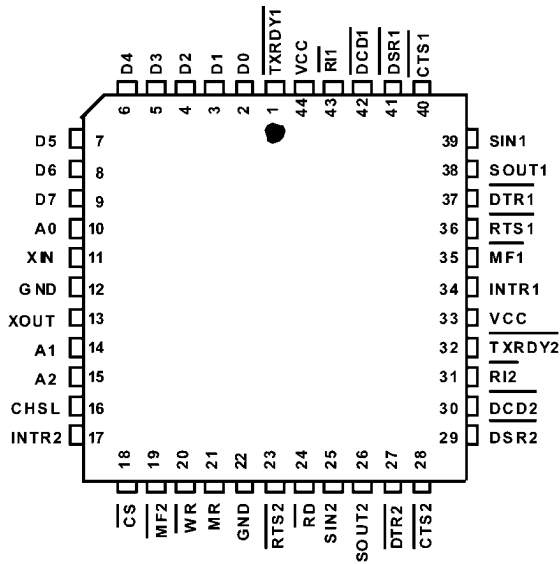 D4 D3 D2 D1 D0 TXRDY1 VCC RI1 DCD1 DSR1 CTS1
6 5 4 3 2 1 44 43 42 41 40
D5 7 39 SIN1
D6 8 38 SOUT1
D7 9 37 DTR1
A0 10 36 RTS1
XIN 11 35 MF1
GND 12 34 INTR1
XOUT 13 33 VCC
A1 14 32 TXRDY2
A2 15 31 RI2
CHSL 16 30 DCD2
INTR2 17 29 DSR2
18 19 20 21 22 23 24 25 26 27 28
CS MF2 WR MR GND RTS2 RD SIN2 SOUT2 DTR2 CTS2